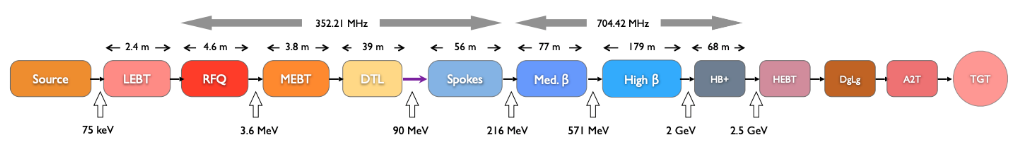 352.21 MHz 704.42 MHz
2.4 m 4.6 m 3.8 m 39 m 56 m 77 m 179 m 68 m
Source LEBT RFQ MEBT DTL Spokes Med. β High β HB+ HEBT DgLg A2T TGT
75 keV 3.6 MeV 90 MeV 216 MeV 571 MeV 2 GeV 2.5 GeV